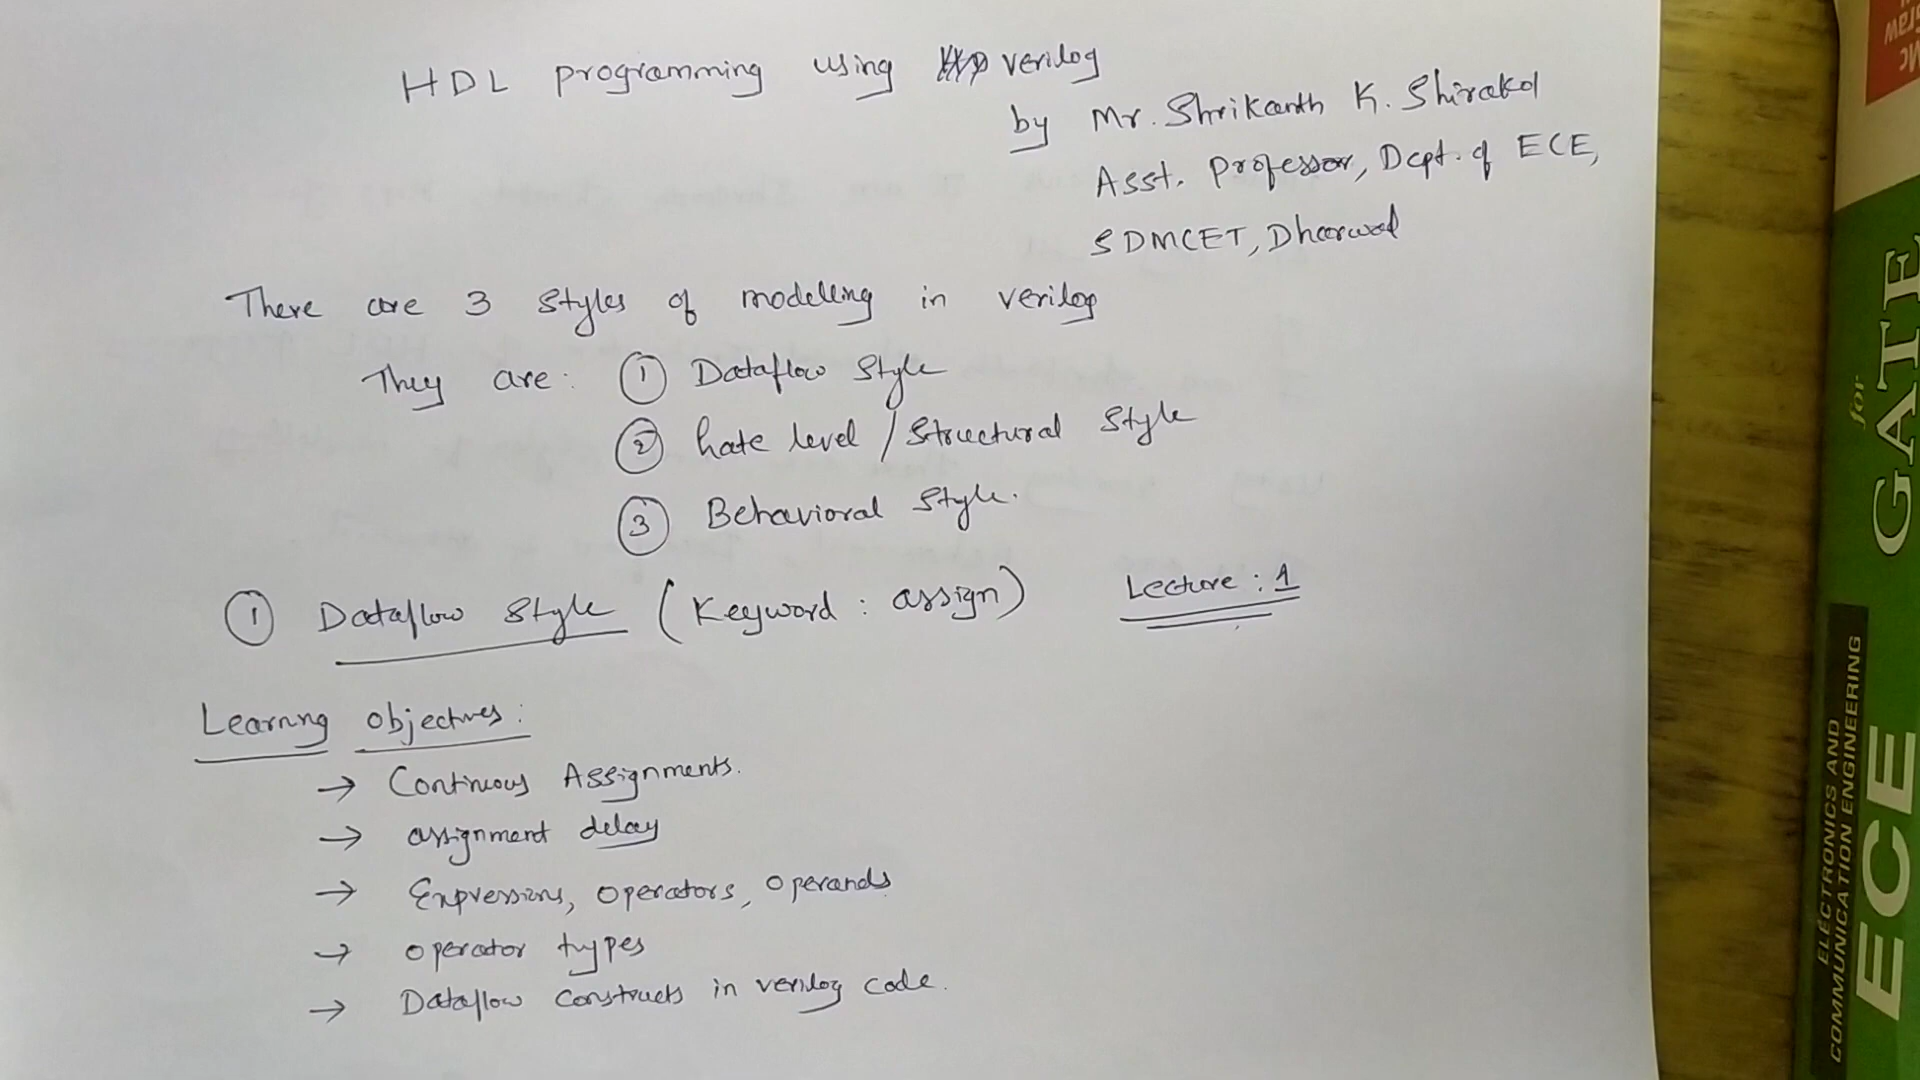 HDL programming using verilog
by Mr. Shrikanth K. Shirakol
Asst. Professor, Dept. of ECE,
SDMCET, Dharwad
There are 3 styles of modelling in verilog
They are: ① Dataflow style
② Gate level / Structural style
③ Behavioral style.
① Dataflow style (Keyword : assign) Lecture : 1
Learning objectives:
→ Continuous Assignments.
→ assignment delay
→ Expressions, operators, operands
→ operator types
→ Dataflow constructs in verilog code.
for GATE
ELECTRONICS AND
COMMUNICATION ENGINEERING
ECE